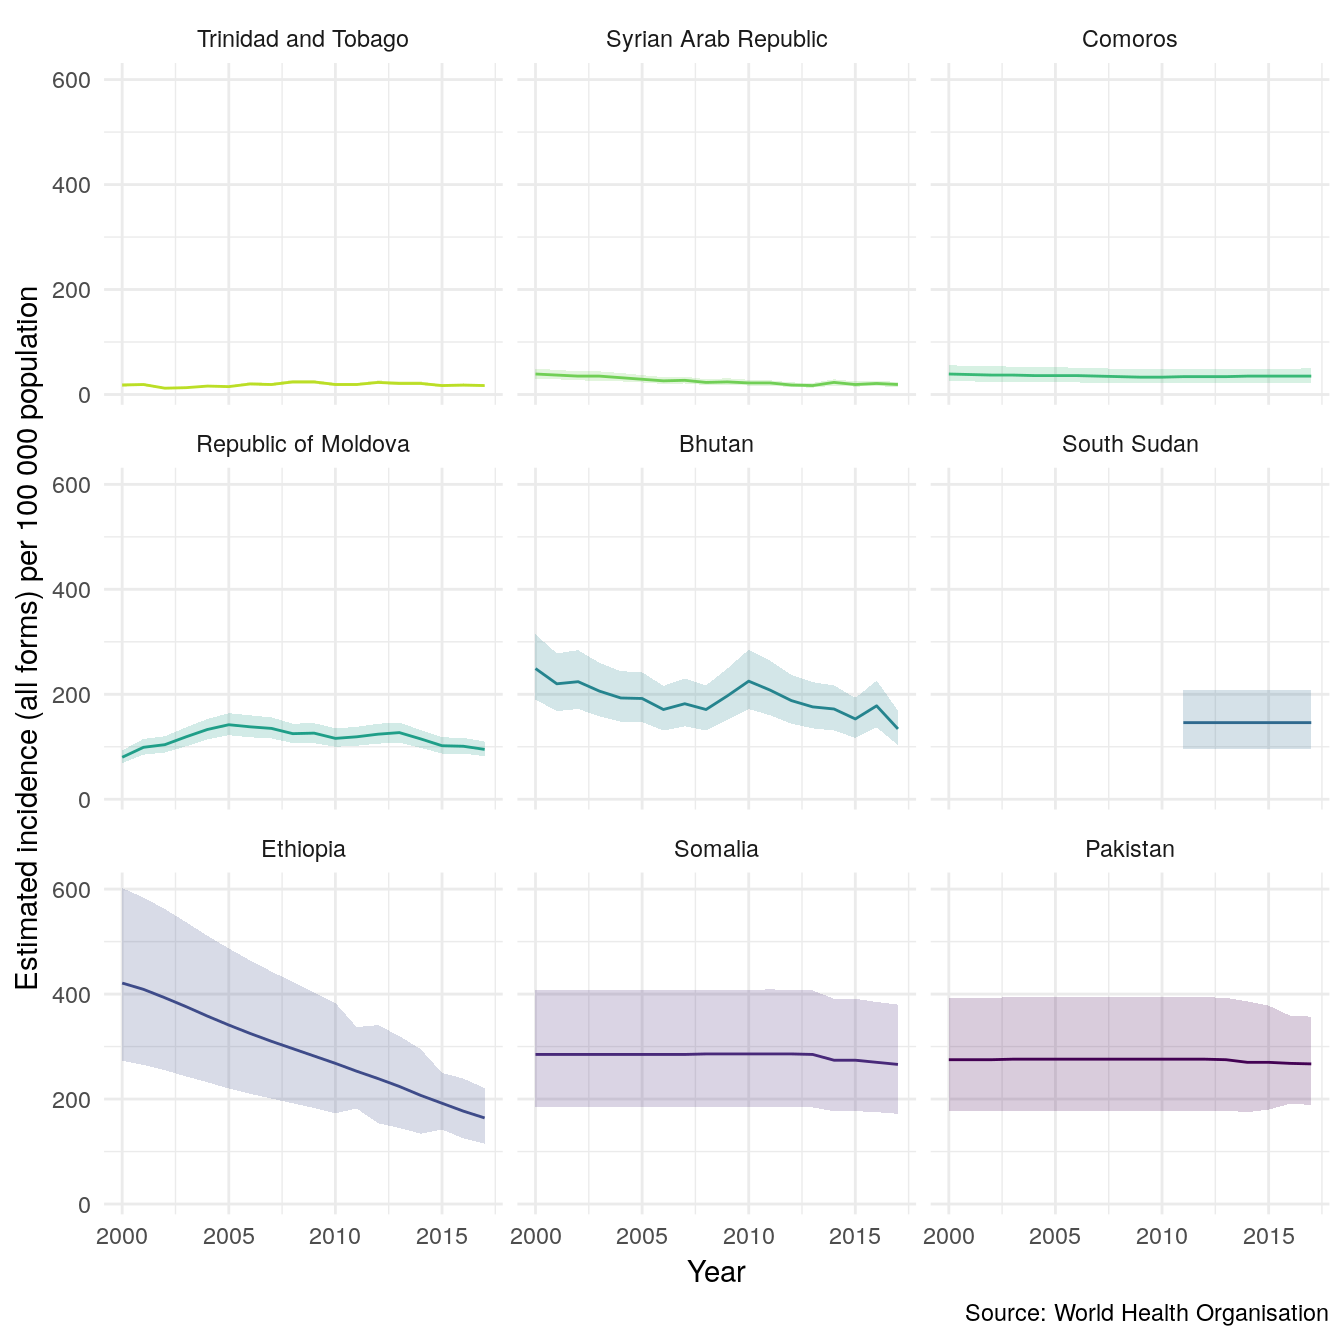 Trinidad and Tobago
Syrian Arab Republic
Comoros
600
400
200
0
Republic of Moldova
Bhutan
South Sudan
600
400
200
0
Ethiopia
Somalia
Pakistan
600
400
200
0
2000 2005 2010 2015
2000 2005 2010 2015
2000 2005 2010 2015
Estimated incidence (all forms) per 100 000 population
Year
Source: World Health Organisation